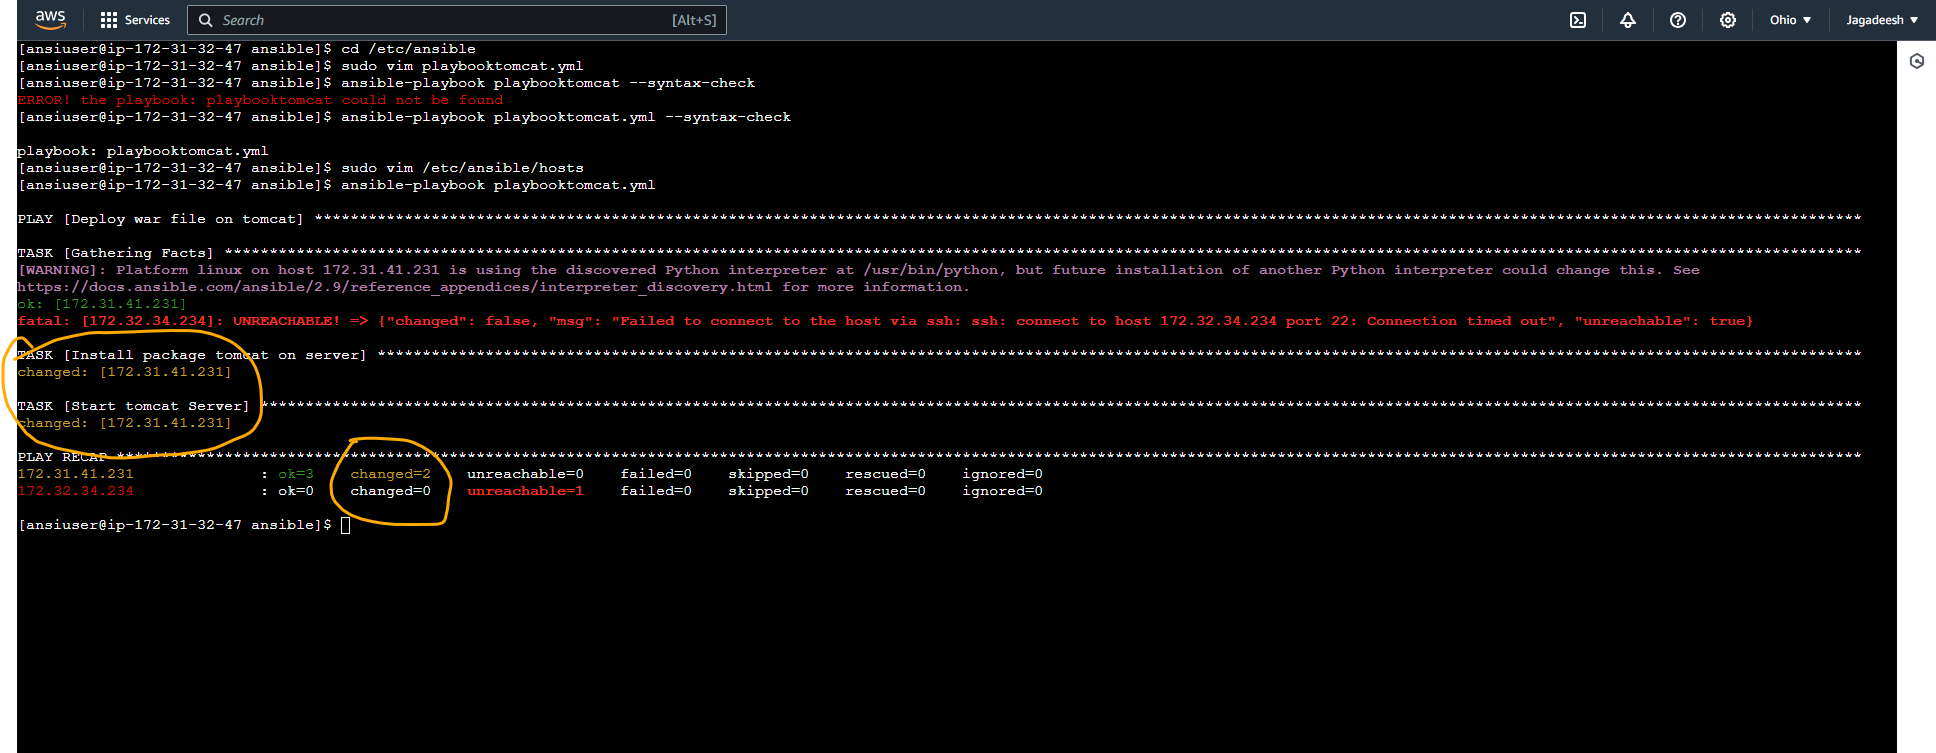 aws Services Search [Alt+S] Ohio Jagadeesh
[ansiuser@ip-172-31-32-47 ansible]$ cd /etc/ansible
[ansiuser@ip-172-31-32-47 ansible]$ sudo vim playbooktomcat.yml
[ansiuser@ip-172-31-32-47 ansible]$ ansible-playbook playbooktomcat --syntax-check
ERROR! the playbook: playbooktomcat could not be found
[ansiuser@ip-172-31-32-47 ansible]$ ansible-playbook playbooktomcat.yml --syntax-check
playbook: playbooktomcat.yml
[ansiuser@ip-172-31-32-47 ansible]$ sudo vim /etc/ansible/hosts
[ansiuser@ip-172-31-32-47 ansible]$ ansible-playbook playbooktomcat.yml
PLAY [Deploy war file on tomcat] ****************************************************************************************************************************************************************************
TASK [Gathering Facts] **************************************************************************************************************************************************************************************
[WARNING]: Platform linux on host 172.31.41.231 is using the discovered Python interpreter at /usr/bin/python, but future installation of another Python interpreter could change this. See
https://docs.ansible.com/ansible/2.9/reference_appendices/interpreter_discovery.html for more information.
ok: [172.31.41.231]
fatal: [172.32.34.234]: UNREACHABLE! => {"changed": false, "msg": "Failed to connect to the host via ssh: ssh: connect to host 172.32.34.234 port 22: Connection timed out", "unreachable": true}
TASK [Install package tomcat on server] *********************************************************************************************************************************************************************
changed: [172.31.41.231]
TASK [Start tomcat Server] **********************************************************************************************************************************************************************************
changed: [172.31.41.231]
PLAY RECAP **************************************************************************************************************************************************************************************************
172.31.41.231 : ok=3 changed=2 unreachable=0 failed=0 skipped=0 rescued=0 ignored=0
172.32.34.234 : ok=0 changed=0 unreachable=1 failed=0 skipped=0 rescued=0 ignored=0
[ansiuser@ip-172-31-32-47 ansible]$